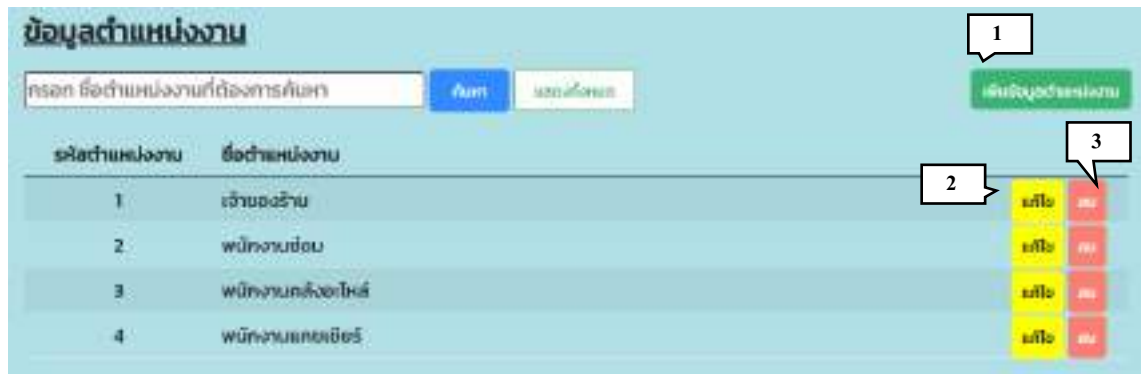 ข้อมูลตำแหน่งงาน
1
กรอก ชื่อตำแหน่งงานที่ต้องการค้นหา ค้นหา แสดงทั้งหมด เพิ่มข้อมูลตำแหน่งงาน
3
รหัสตำแหน่งงาน ชื่อตำแหน่งงาน
2
1 เจ้าของร้าน แก้ไข ลบ
2 พนักงานซ่อม แก้ไข ลบ
3 พนักงานคลังอะไหล่ แก้ไข ลบ
4 พนักงานแคชเชียร์ แก้ไข ลบ